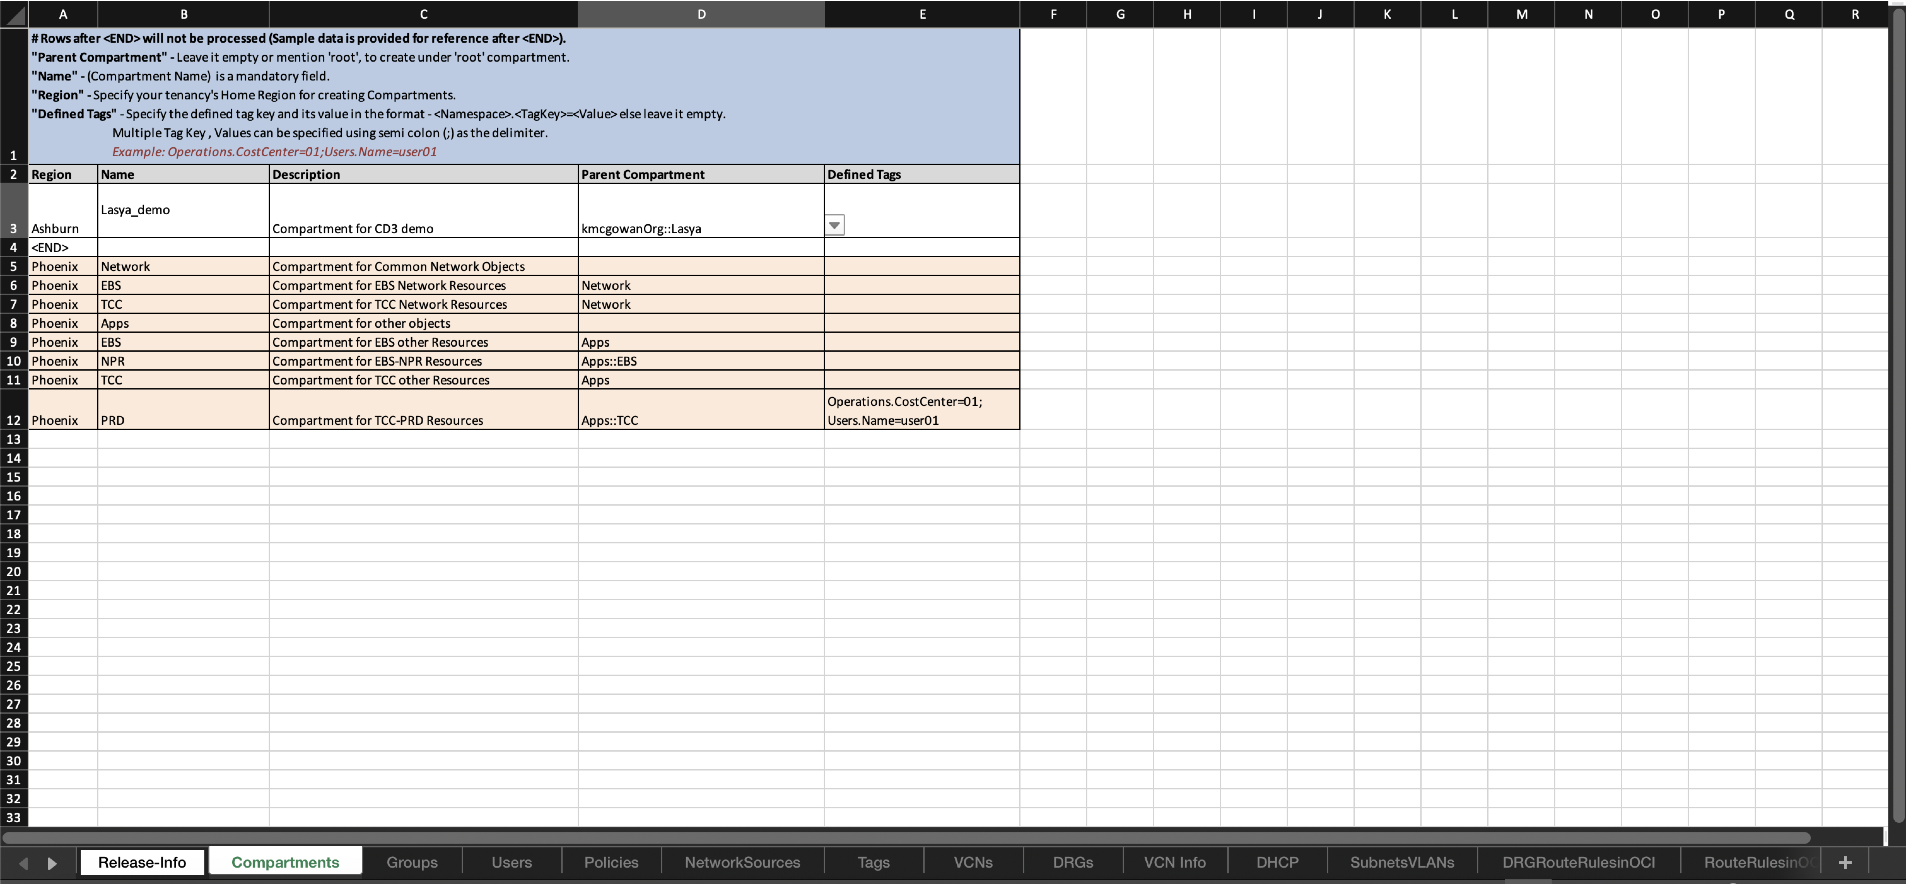 A B C D E F G H I J K L M N O P Q R
1
# Rows after <END> will not be processed (Sample data is provided for reference after <END>).
"Parent Compartment" - Leave it empty or mention 'root', to create under 'root' compartment.
"Name" - (Compartment Name) is a mandatory field.
"Region" - Specify your tenancy's Home Region for creating Compartments.
"Defined Tags" - Specify the defined tag key and its value in the format - <Namespace>.<TagKey>=<Value> else leave it empty.
Multiple Tag Key , Values can be specified using semi colon (;) as the delimiter.
Example: Operations.CostCenter=01;Users.Name=user01
2 Region Name Description Parent Compartment Defined Tags
3 Ashburn Lasya_demo Compartment for CD3 demo kmcgowanOrg::Lasya
4 <END>
5 Phoenix Network Compartment for Common Network Objects
6 Phoenix EBS Compartment for EBS Network Resources Network
7 Phoenix TCC Compartment for TCC Network Resources Network
8 Phoenix Apps Compartment for other objects
9 Phoenix EBS Compartment for EBS other Resources Apps
10 Phoenix NPR Compartment for EBS-NPR Resources Apps::EBS
11 Phoenix TCC Compartment for TCC other Resources Apps
12 Phoenix PRD Compartment for TCC-PRD Resources Apps::TCC Operations.CostCenter=01;
Users.Name=user01
13
14
15
16
17
18
19
20
21
22
23
24
25
26
27
28
29
30
31
32
33
Release-Info Compartments Groups Users Policies NetworkSources Tags VCNs DRGs VCN Info DHCP SubnetsVLANs DRGRouteRulesinOCI RouteRulesinO